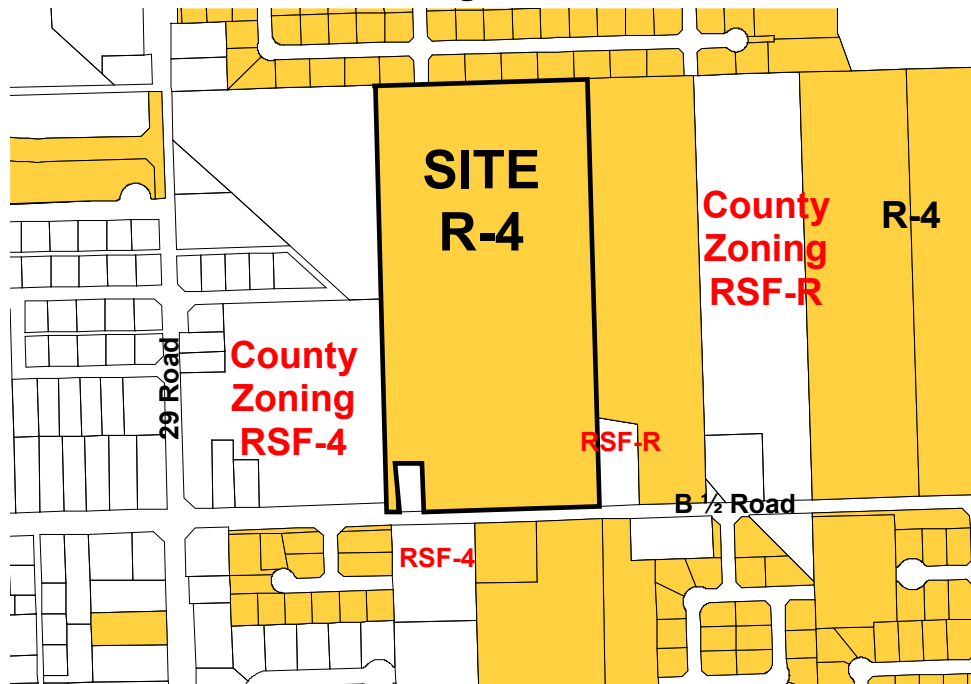 SITE
R-4
County
Zoning
RSF-R
R-4
29 Road
County
Zoning
RSF-4
RSF-R
B ½ Road
RSF-4